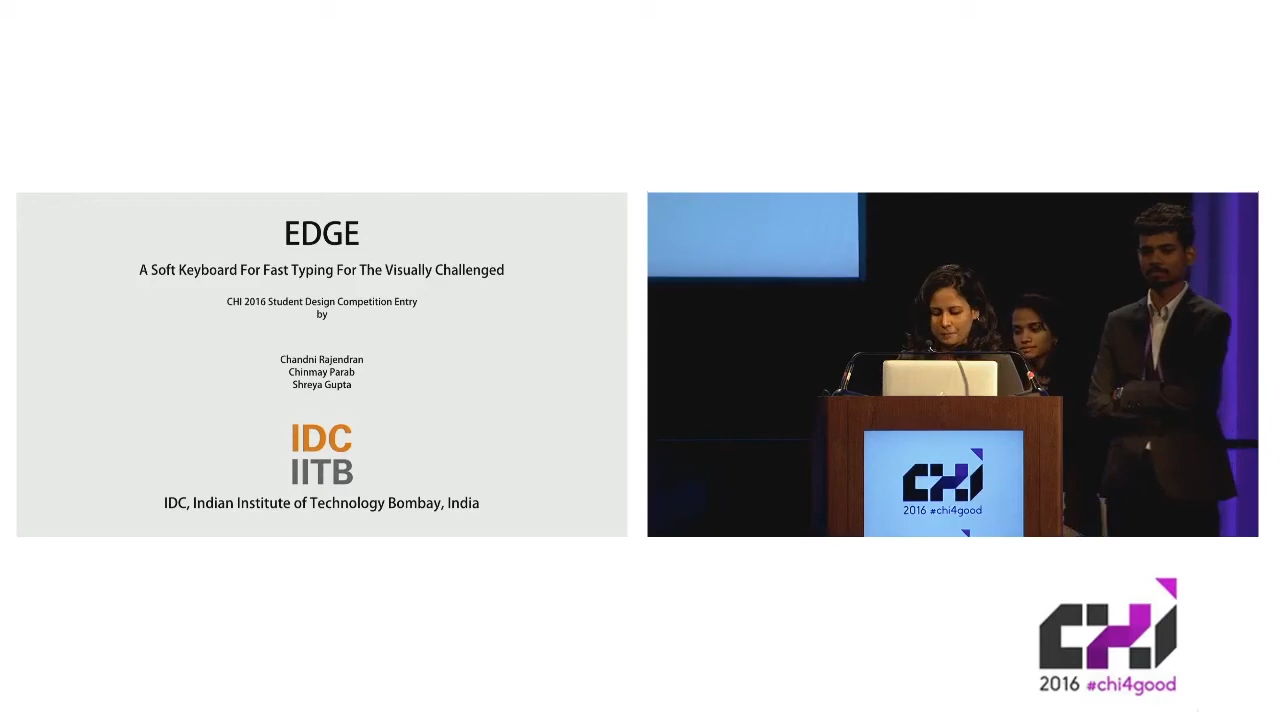 EDGE
A Soft Keyboard For Fast Typing For The Visually Challenged
CHI 2016 Student Design Competition Entry
by
Chandni Rajendran
Chinmay Parab
Shreya Gupta
IDC
IITB
IDC, Indian Institute of Technology Bombay, India
CHI
2016 #chi4good
CHI
2016 #chi4good